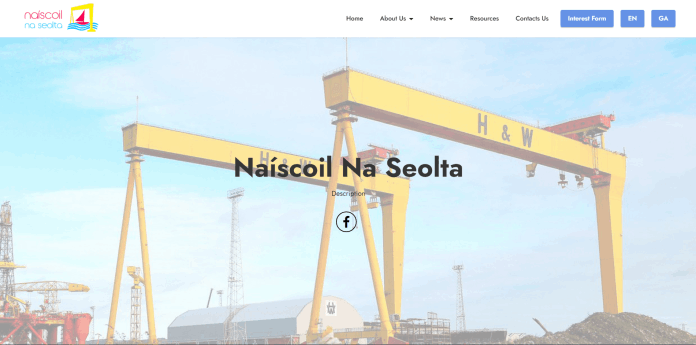 naíscoil
na seolta
Home About Us News Resources Contacts Us Interest Form EN GA
H & W
H & W
Naíscoil Na Seolta
Description